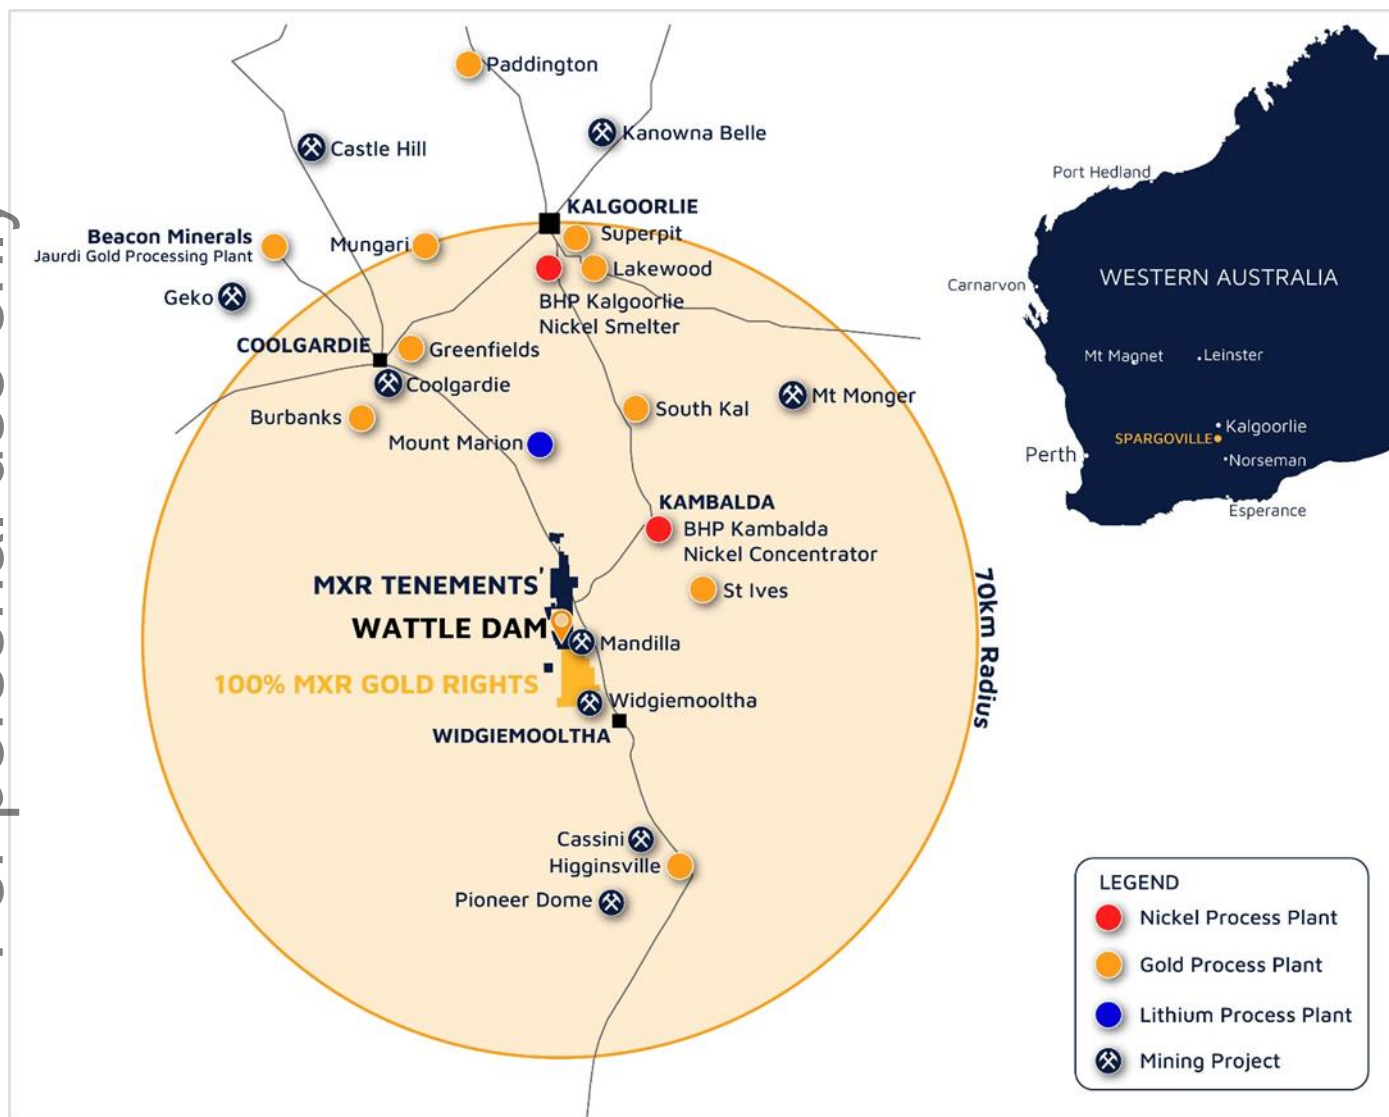 Paddington
Kanowna Belle
Castle Hill
KALGOORLIE
Superpit
Beacon Minerals
Jaurdi Gold Processing Plant
Mungari
Lakewood
Geko
BHP Kalgoorlie
Nickel Smelter
COOLGARDIE
Greenfields
Coolgardie
Mt Monger
Burbanks
South Kal
Mount Marion
KAMBALDA
BHP Kambalda
Nickel Concentrator
MXR TENEMENTS
St Ives
WATTLE DAM
Mandilla
100% MXR GOLD RIGHTS
Widgiemooltha
WIDGIEMOOLTHA
70km Radius
Cassini
Higginsville
Pioneer Dome
Port Hedland
WESTERN AUSTRALIA
Carnarvon
Mt Magnet
Leinster
Kalgoorlie
SPARGOVILLE
Perth
Norseman
Esperance
LEGEND
Nickel Process Plant
Gold Process Plant
Lithium Process Plant
Mining Project